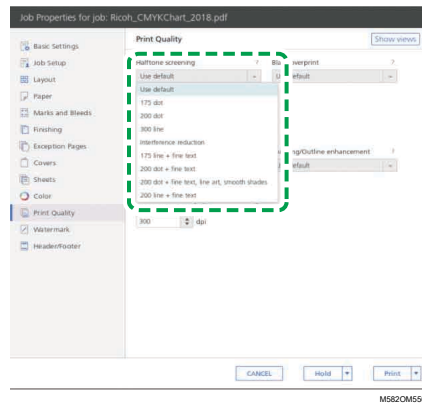 Job Properties for job: Ricoh_CMYKChart_2018.pdf
Basic Settings
Job Setup
Layout
Paper
Marks and Bleeds
Finishing
Exception Pages
Covers
Sheets
Color
Print Quality
Watermark
Header/Footer
Print Quality
Show views
Halftone screening ?
Use default
Use default
175 dot
200 dot
300 line
Interference reduction
175 line + fine text
200 dot + fine text
200 dot + fine text, line art, smooth shades
200 line + fine text
erprint ?
efault
ng/Outline enhancement ?
efault
300 dpi
CANCEL Hold Print